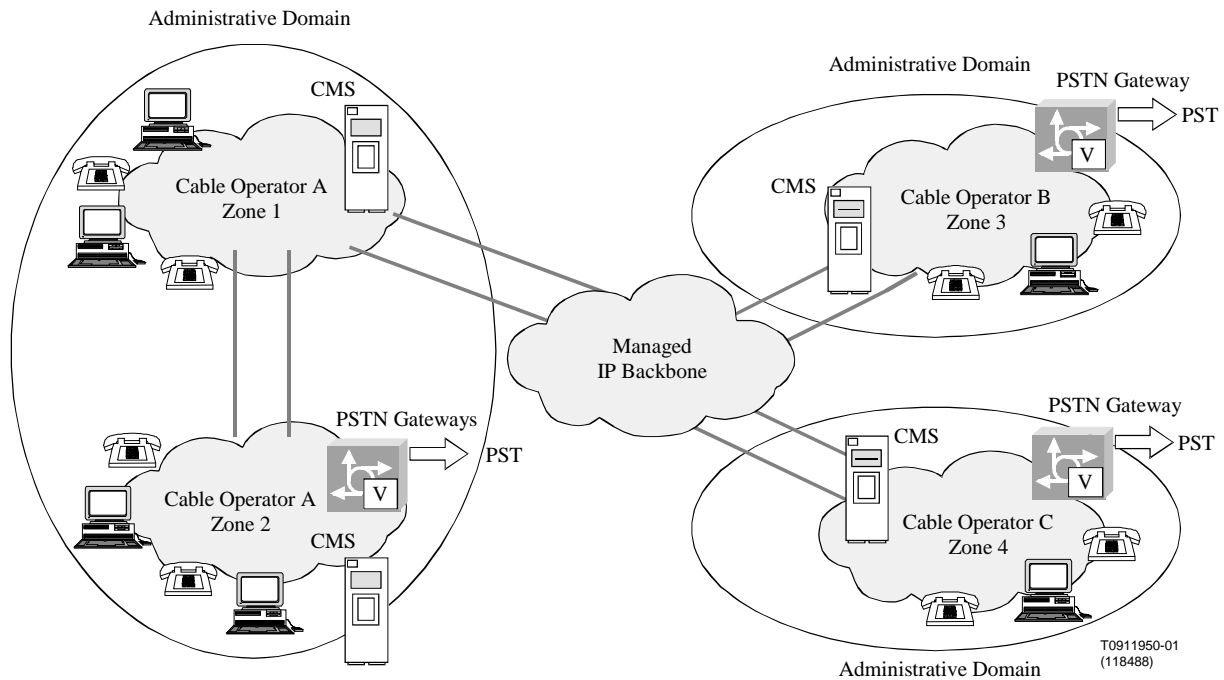 Administrative Domain
CMS
Cable Operator A
Zone 1
Administrative Domain
PSTN Gateway
PST
V
CMS
Cable Operator B
Zone 3
Managed
IP Backbone
PSTN Gateways
PST
V
Cable Operator A
Zone 2
CMS
PSTN Gateway
PST
V
CMS
Cable Operator C
Zone 4
Administrative Domain
T0911950-01
(118488)